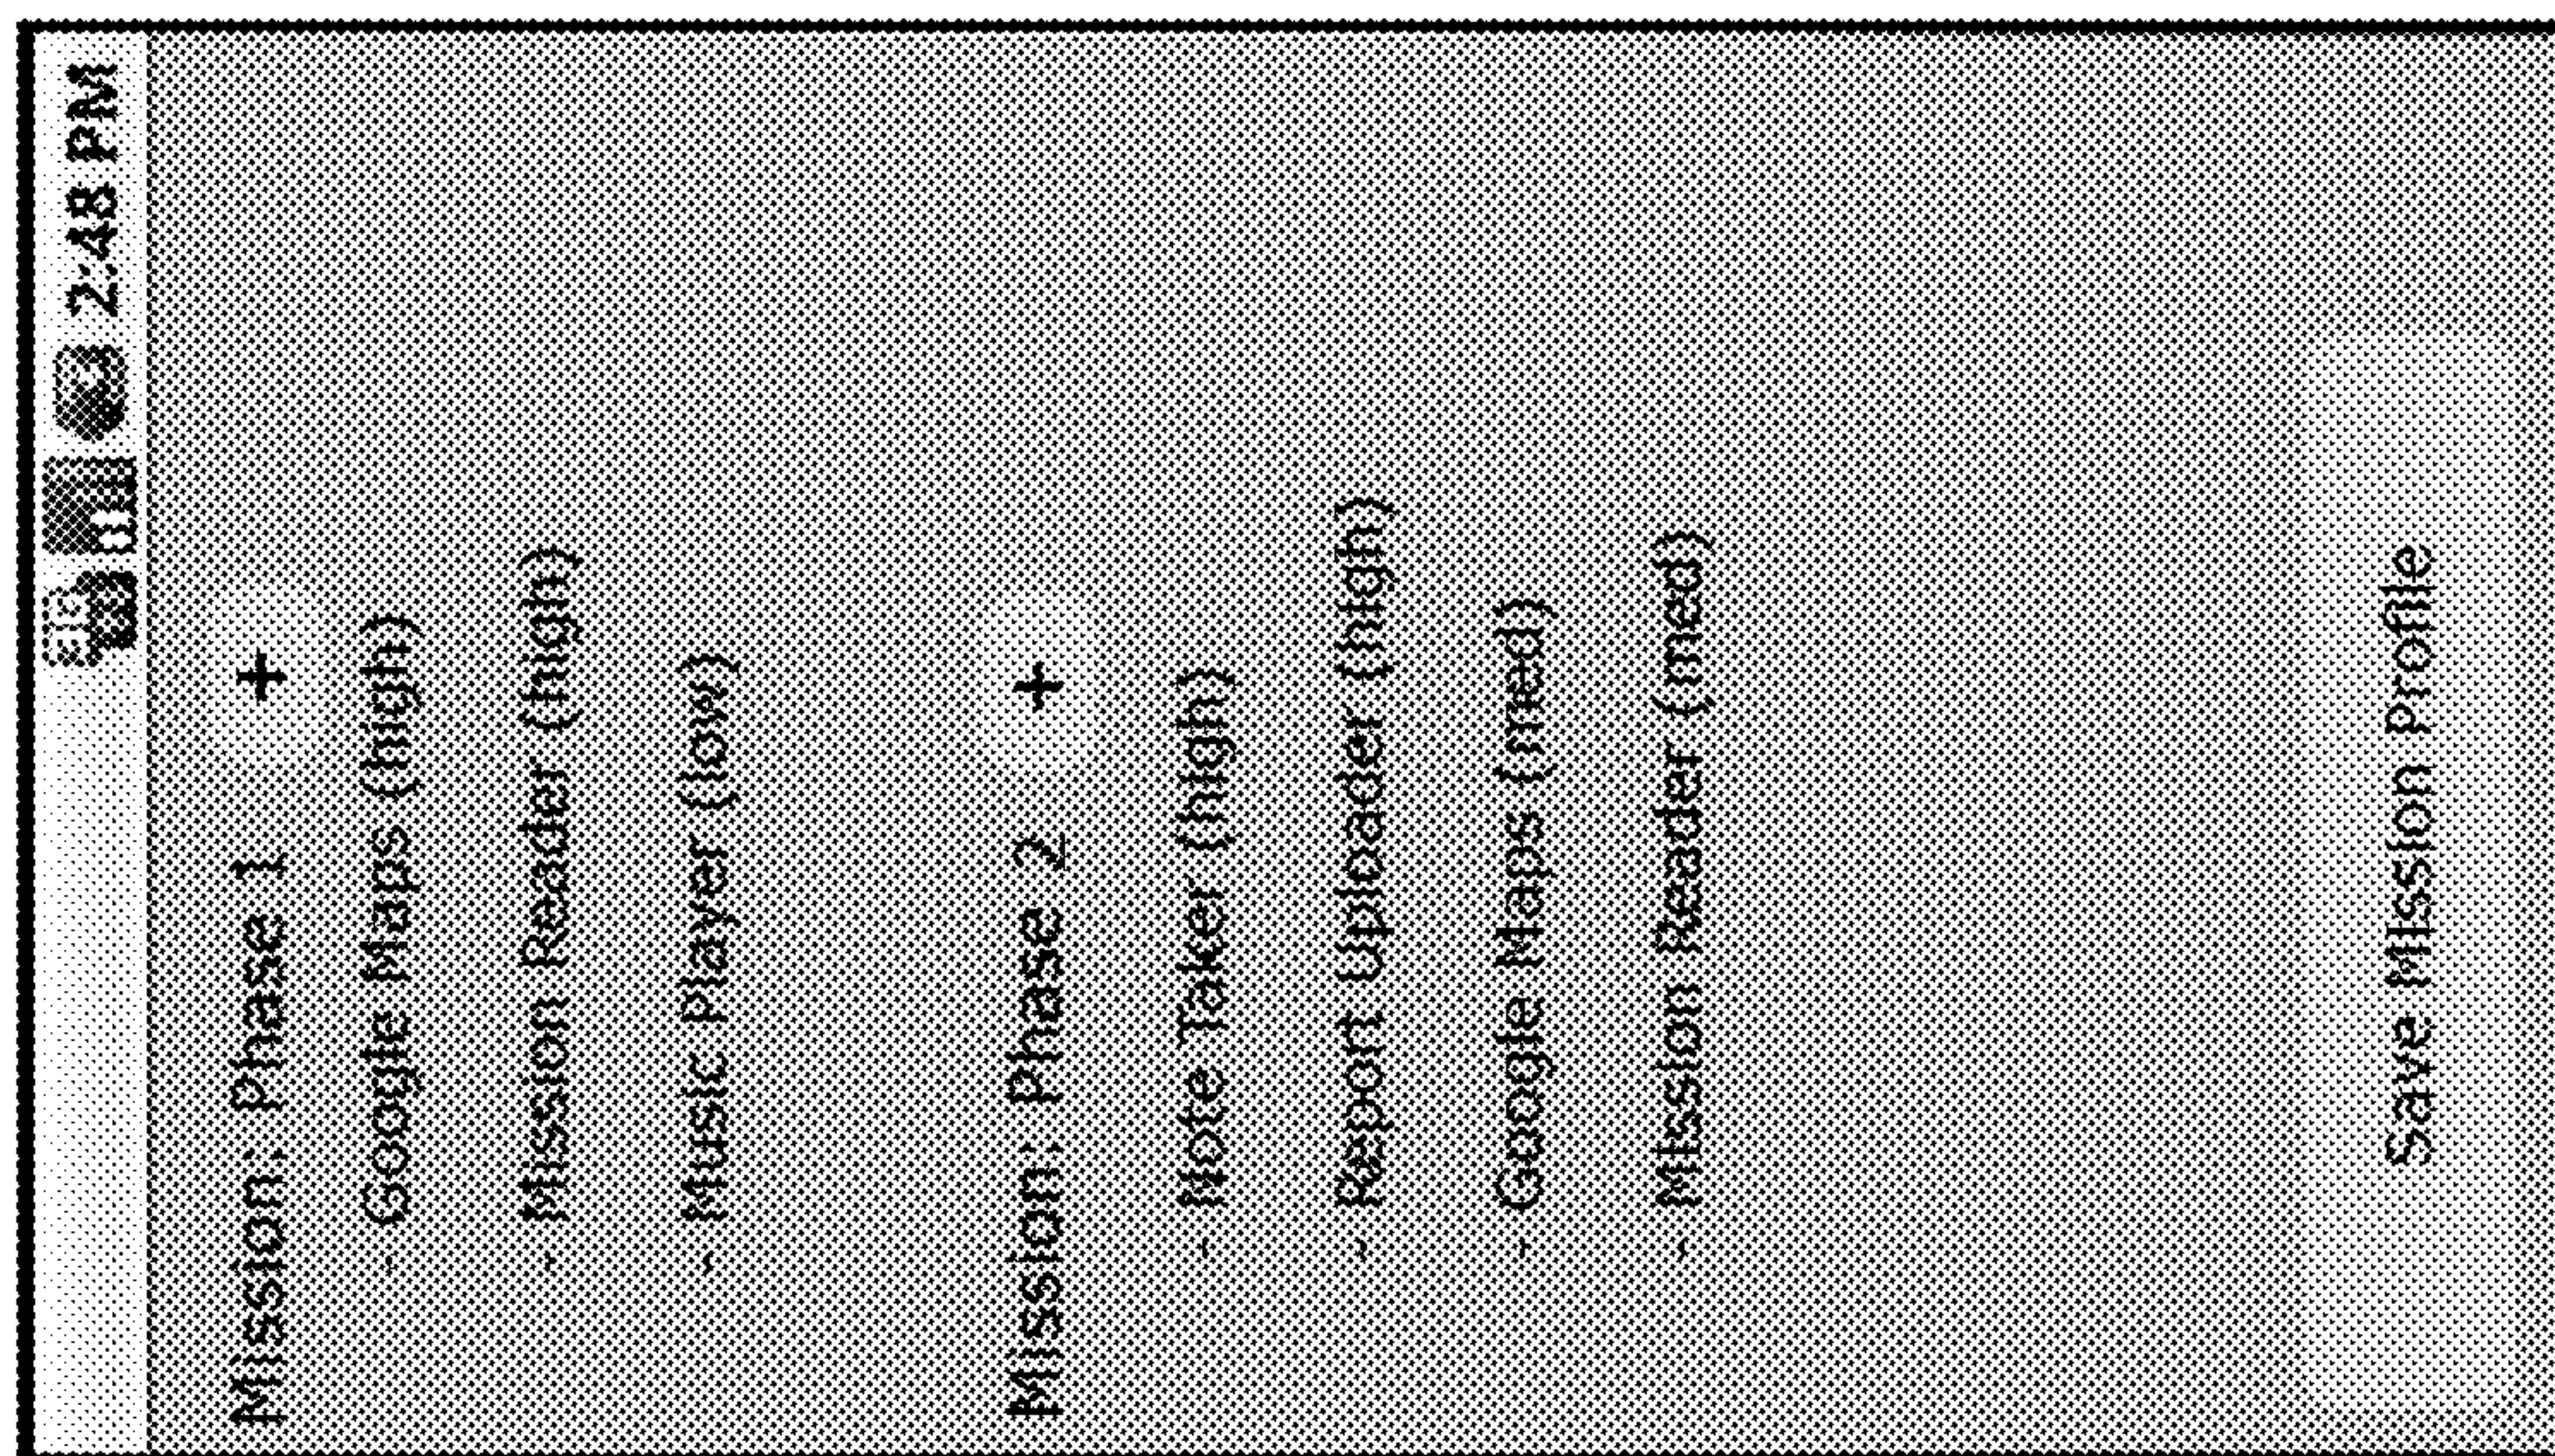 2:48 PM
Mission: Phase 1 +
- Google Maps (high)
- Mission Reader (high)
- Music Player (low)
Mission: Phase 2 +
- Note Taker (high)
- Report Uploader (high)
- Google Maps (med)
- Mission Reader (med)
Save Mission Profile